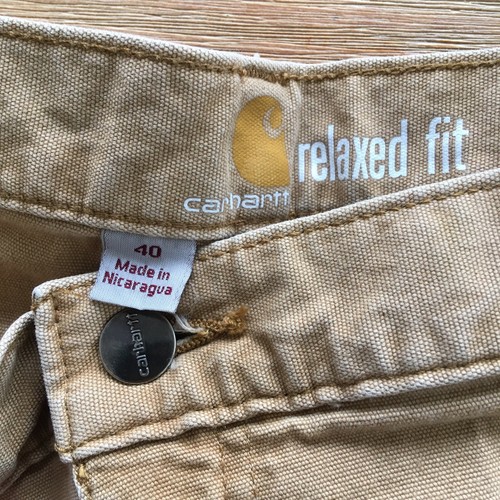 relaxed fit
carhartt
40
Made in
Nicaragua
carhartt